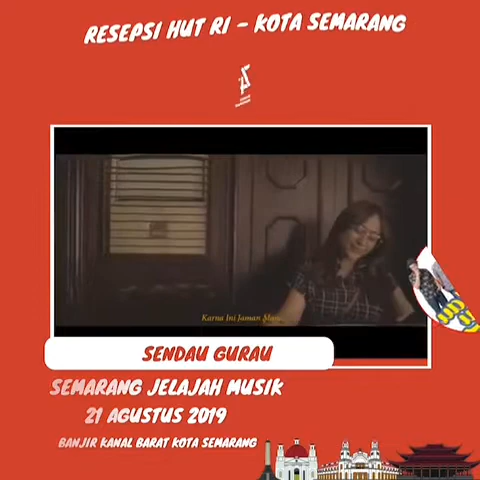 RESEPSI HUT RI - KOTA SEMARANG
Karna Ini Jaman
SENDAU GURAU
SEMARANG JELAJAH MUSIK
21 AGUSTUS 2019
BANJIR KANAL BARAT KOTA SEMARANG